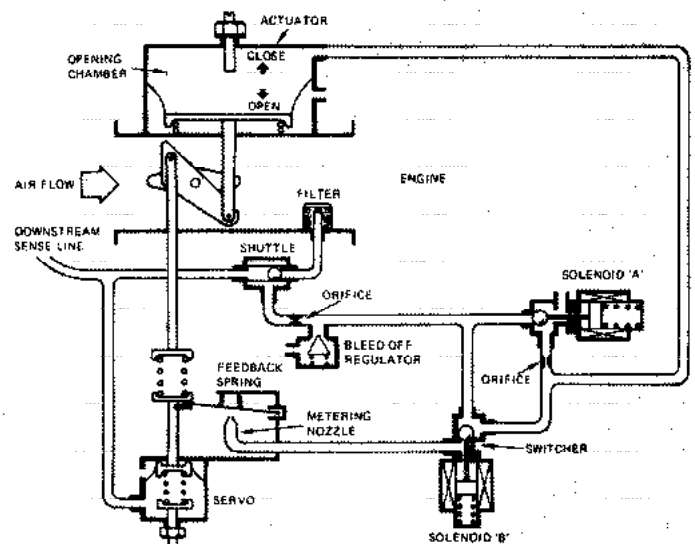 ACTUATOR
OPENING
CHAMBER
CLOSE
OPEN
AIR FLOW
ENGINE
FILTER
DOWNSTREAM
SENSE LINE
SHUTTLE
SOLENOID 'A'
ORIFICE
BLEED OFF
REGULATOR
FEEDBACK
SPRING
ORIFICE
METERING
NOZZLE
SWITCHER
SERVO
SOLENOID 'B'